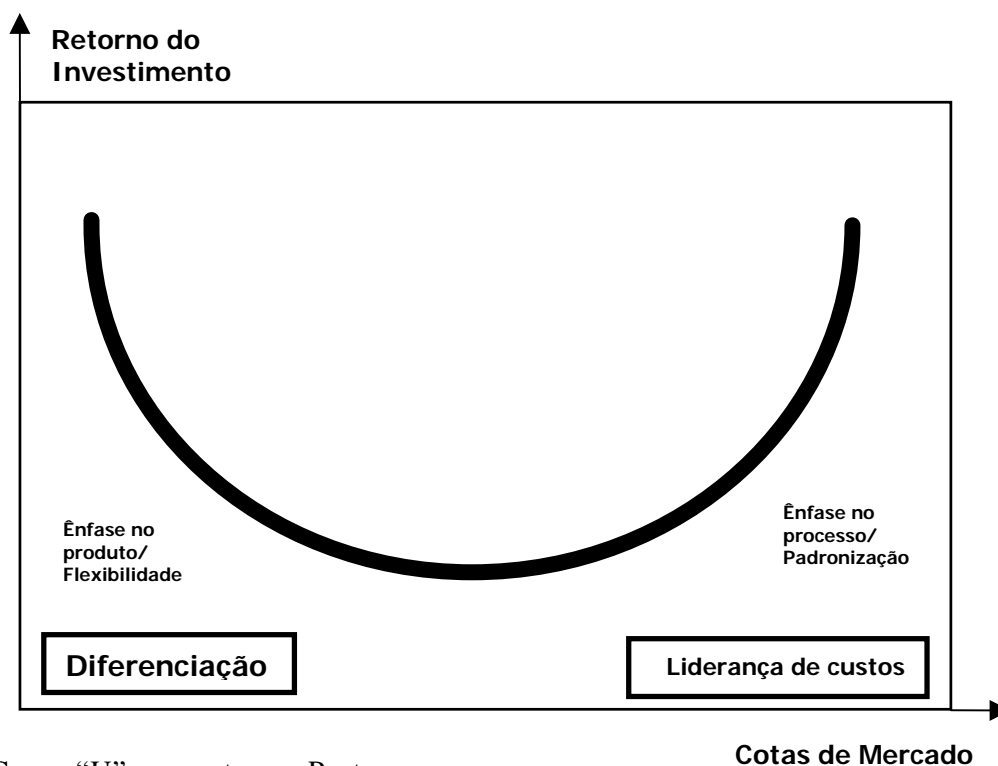 Retorno do
Investimento
Ênfase no
produto/
Flexibilidade
Ênfase no
processo/
Padronização
Diferenciação
Liderança de custos
Cotas de Mercado
“U”